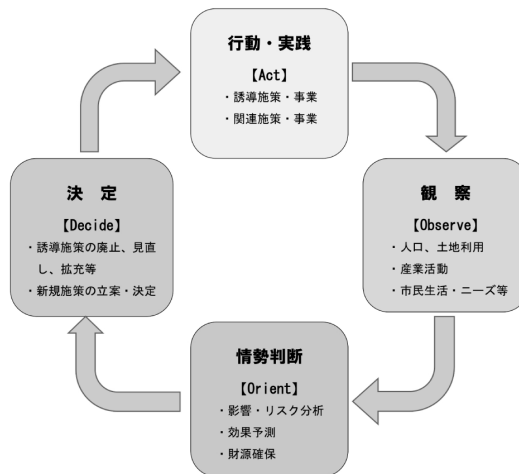 行動・実践
【Act】
・誘導施策・事業
・関連施策・事業
観　察
【Observe】
・人口、土地利用
・産業活動
・市民生活・ニーズ等
情勢判断
【Orient】
・影響・リスク分析
・効果予測
・財源確保
決　定
【Decide】
・誘導施策の廃止、見直
し、拡充等
・新規施策の立案・決定